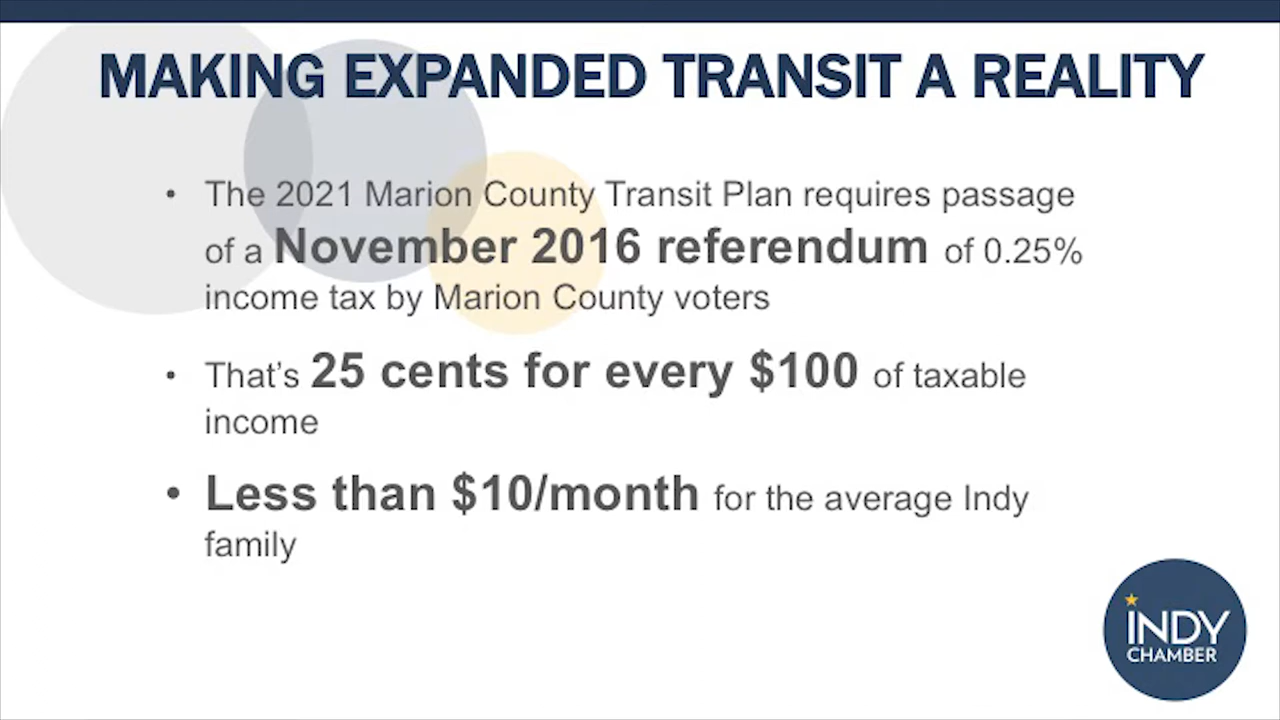 MAKING EXPANDED TRANSIT A REALITY
• The 2021 Marion County Transit Plan requires passage
of a November 2016 referendum of 0.25%
income tax by Marion County voters
• That's 25 cents for every $100 of taxable
income
• Less than $10/month for the average Indy
family
INDY
CHAMBER